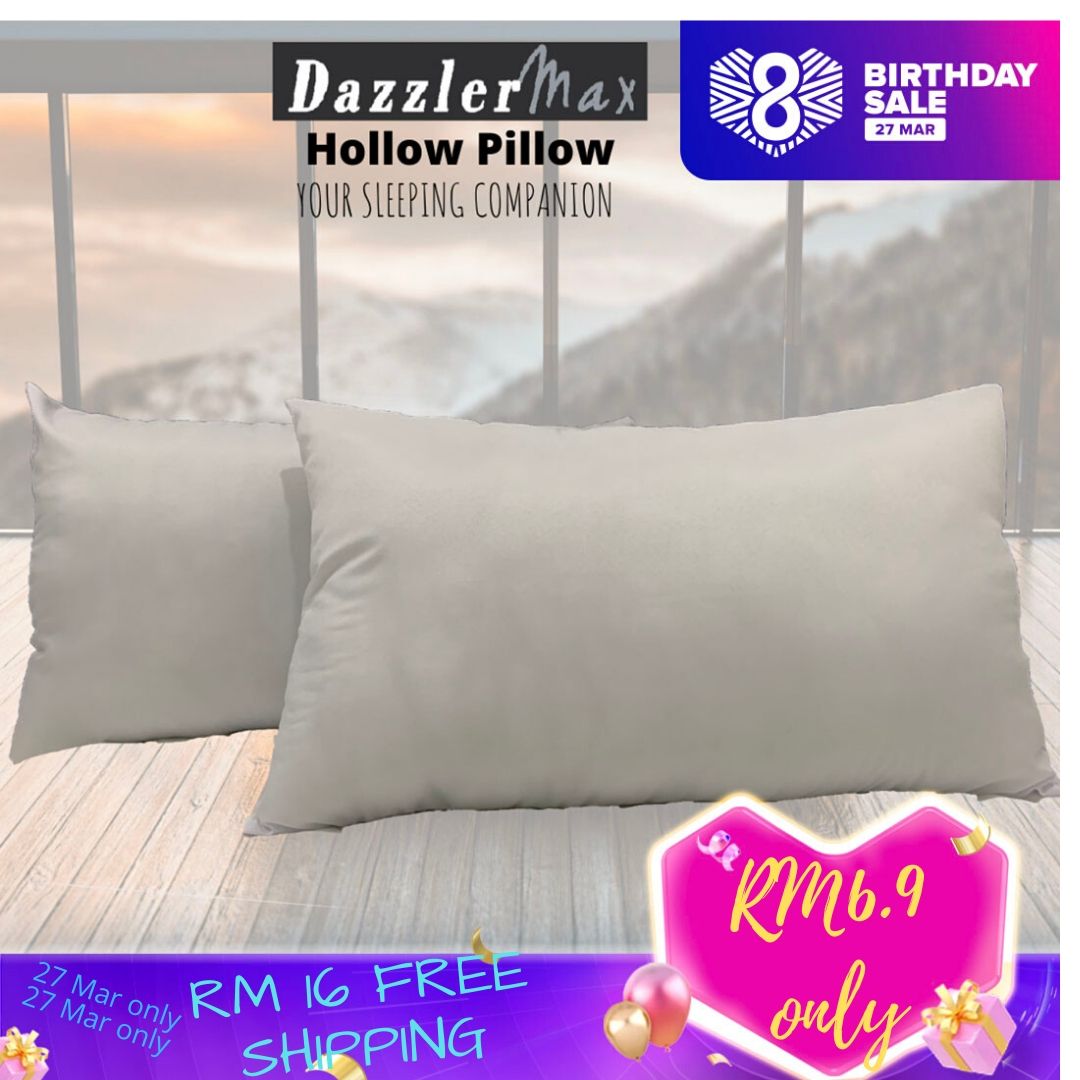 DazzlerMax
Hollow Pillow
YOUR SLEEPING COMPANION
8
BIRTHDAY
SALE
27 MAR
RM6.9
only
27 Mar only
27 Mar only
RM 16 FREE
SHIPPING